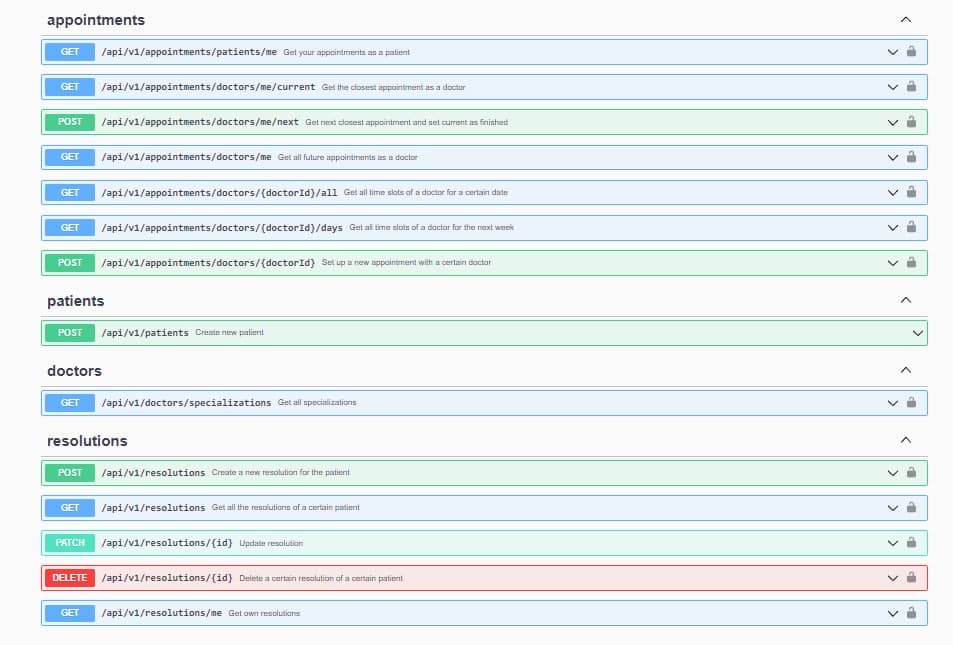 appointments
GET /api/v1/appointments/patients/me Get your appointments as a patient
GET /api/v1/appointments/doctors/me/current Get the closest appointment as a doctor
POST /api/v1/appointments/doctors/me/next Get next closest appointment and set current as finished
GET /api/v1/appointments/doctors/me Get all future appointments as a doctor
GET /api/v1/appointments/doctors/{doctorId}/all Get all time slots of a doctor for a certain date
GET /api/v1/appointments/doctors/{doctorId}/days Get all time slots of a doctor for the next week
POST /api/v1/appointments/doctors/{doctorId} Set up a new appointment with a certain doctor
patients
POST /api/v1/patients Create new patient
doctors
GET /api/v1/doctors/specializations Get all specializations
resolutions
POST /api/v1/resolutions Create a new resolution for the patient
GET /api/v1/resolutions Get all the resolutions of a certain patient
PATCH /api/v1/resolutions/{id} Update resolution
DELETE /api/v1/resolutions/{id} Delete a certain resolution of a certain patient
GET /api/v1/resolutions/me Get own resolutions